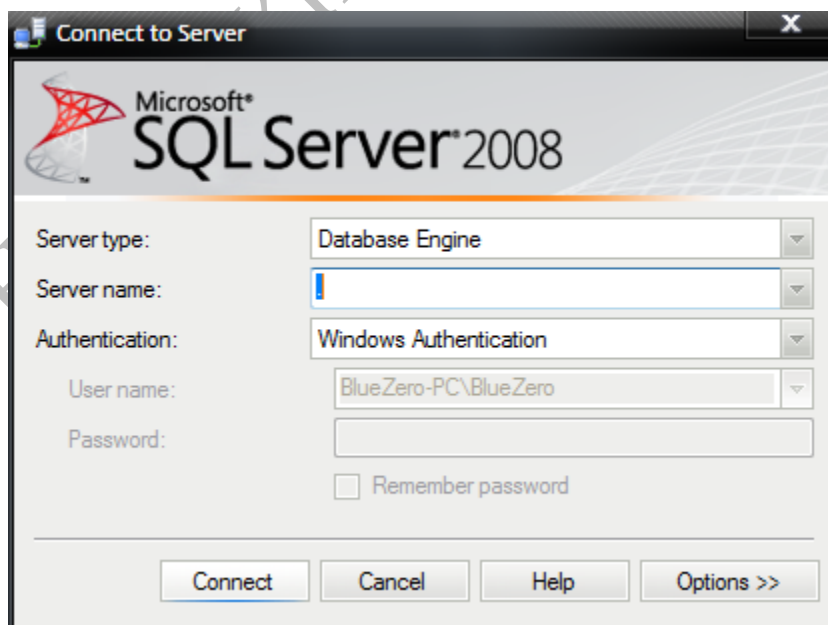 Connect to Server
Microsoft®
SQL Server® 2008
Server type: Database Engine
Server name: .
Authentication: Windows Authentication
User name: BlueZero-PC\BlueZero
Password:
Remember password
Connect Cancel Help Options >>